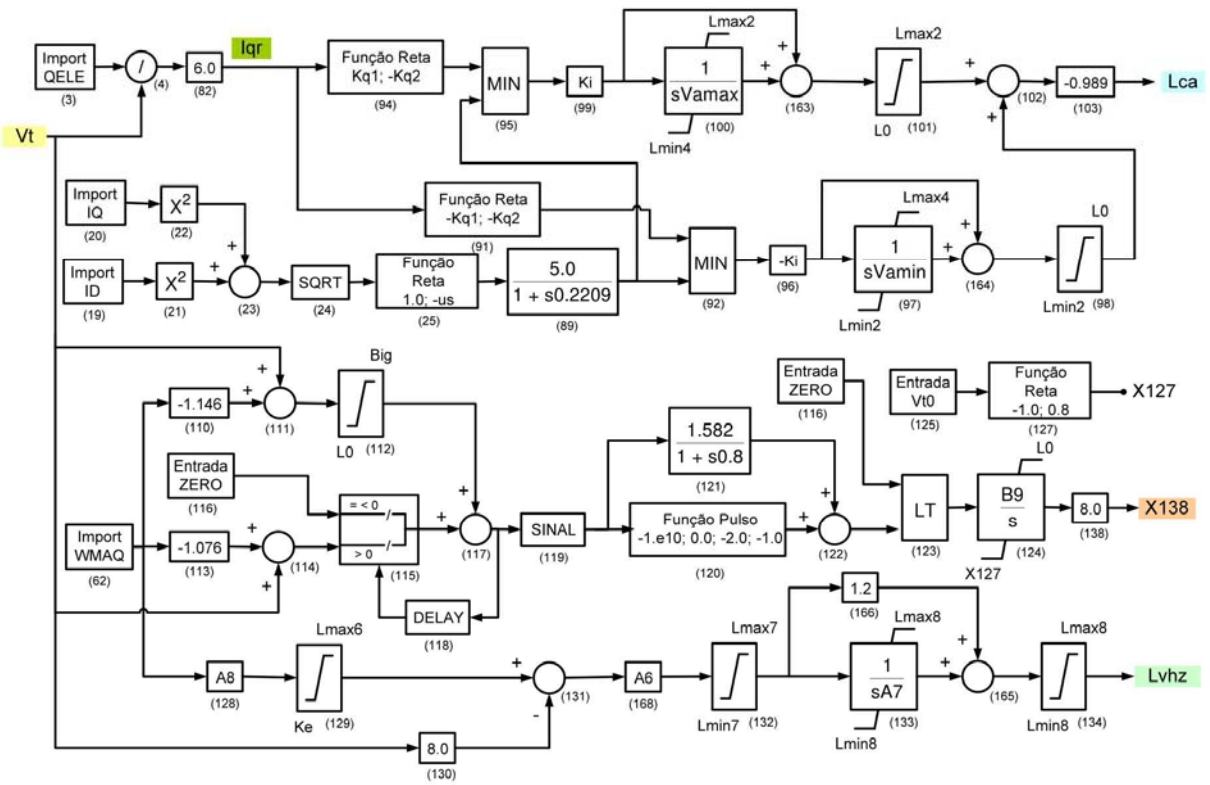 Import
QELE
(3)
/
(4)
6.0
(82)
Iqr
Função Reta
Kq1; -Kq2
(94)
MIN
(95)
Ki
(99)
Lmax2
1
sVamax
(100)
Lmin4
+
+
(163)
Lmax2
L0
(101)
+
+
(102)
-0.989
(103)
Lca
Vt
Import
IQ
(20)
X2
(22)
Import
ID
(19)
X2
(21)
+
+
(23)
SQRT
(24)
Função
Reta
1.0; -us
(25)
Função Reta
-Kq1; -Kq2
(91)
5.0
1 + s0.2209
(89)
MIN
(92)
-Ki
(96)
Lmax4
1
sVamin
(97)
Lmin2
+
+
(164)
L0
Lmin2
(98)
-1.146
(110)
+
+
(111)
Big
L0
(112)
Entrada
ZERO
(116)
Import
WMAQ
(62)
-1.076
(113)
+
+
(114)
= < 0
/
/
> 0
(115)
+
+
(117)
DELAY
(118)
SINAL
(119)
1.582
1 + s0.8
(121)
Função Pulso
-1.e10; 0.0; -2.0; -1.0
(120)
+
+
(122)
Entrada
ZERO
(116)
LT
(123)
Entrada
Vt0
(125)
Função
Reta
-1.0; 0.8
(127)
X127
L0
B9
s
(124)
X127
8.0
(138)
X138
A8
(128)
Lmax6
Ke
(129)
8.0
(130)
+
-
(131)
A6
(168)
Lmax7
Lmin7
(132)
1.2
(166)
Lmax8
1
sA7
(133)
Lmin8
+
+
(165)
Lmax8
Lmin8
(134)
Lvhz